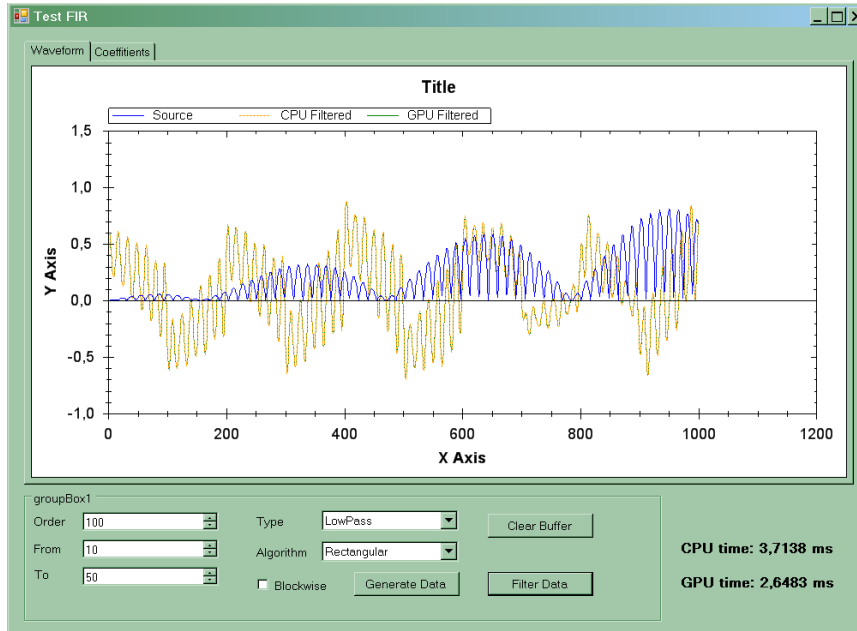 Test FIR
Waveform Coeffitients
Title
Source CPU Filtered GPU Filtered
1,5
1,0
0,5
0,0
-0,5
-1,0
Y Axis
0 200 400 600 800 1000 1200
X Axis
groupBox1
Order 100 Type LowPass Clear Buffer
From 10 Algorithm Rectangular CPU time: 3,7138 ms
To 50 Blockwise Generate Data Filter Data GPU time: 2,6483 ms